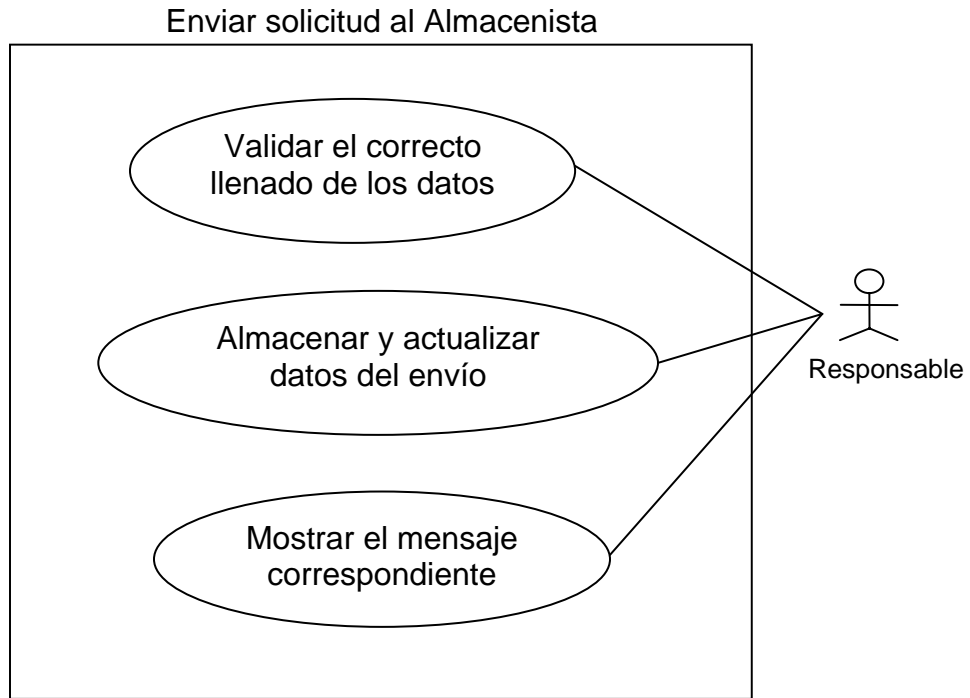 Enviar solicitud al Almacenista
Validar el correcto
llenado de los datos
Almacenar y actualizar
datos del envío
Responsable
Mostrar el mensaje
correspondiente